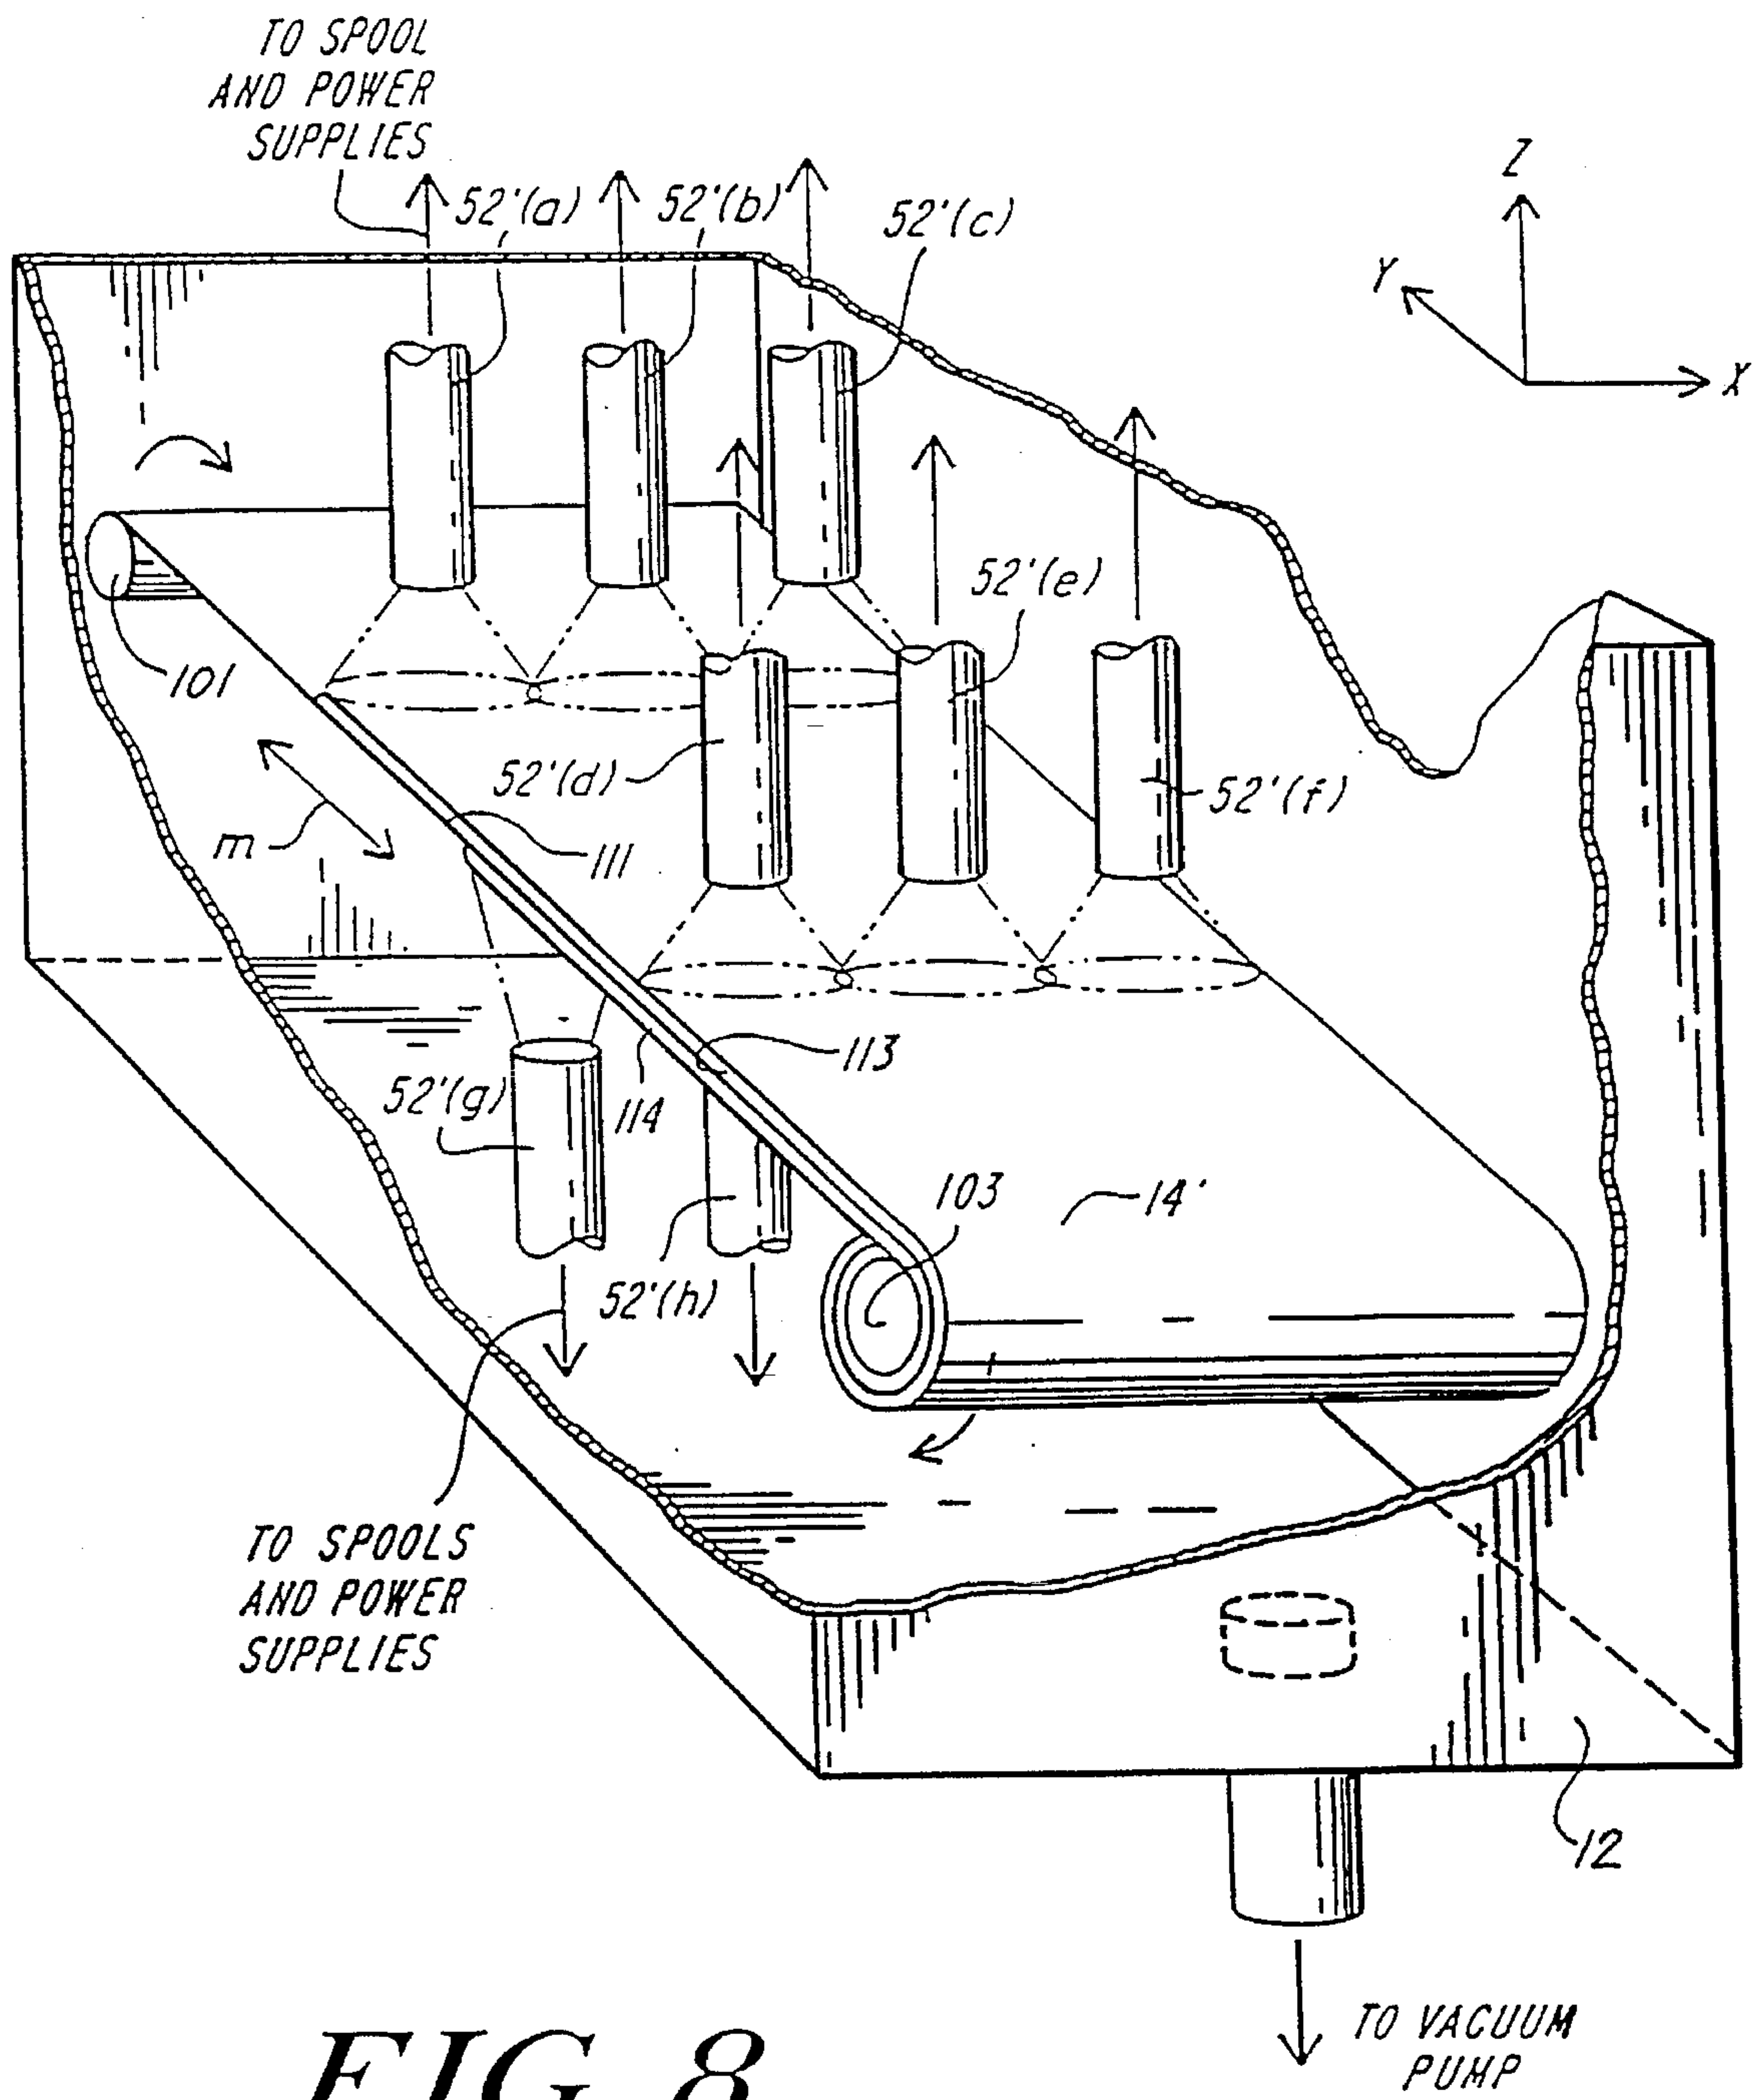 TO SPOOL
AND POWER
SUPPLIES
52'(a)
52'(b)
52'(c)
Z
Y
X
52'(e)
101
52'(d)
52'(f)
m
111
113
52'(g)
114
103
14'
52'(h)
TO SPOOLS
AND POWER
SUPPLIES
12
TO VACUUM
PUMP
FIG. 8